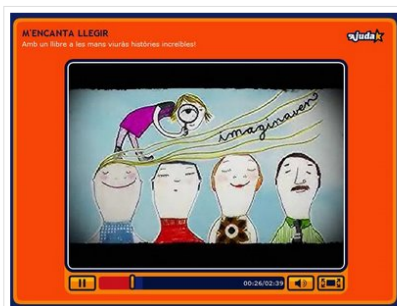 M'ENCANTA LLEGIR
Amb un llibre a les mans viuràs històries increïbles!
ajuda
imaginaven
00:26/02:39